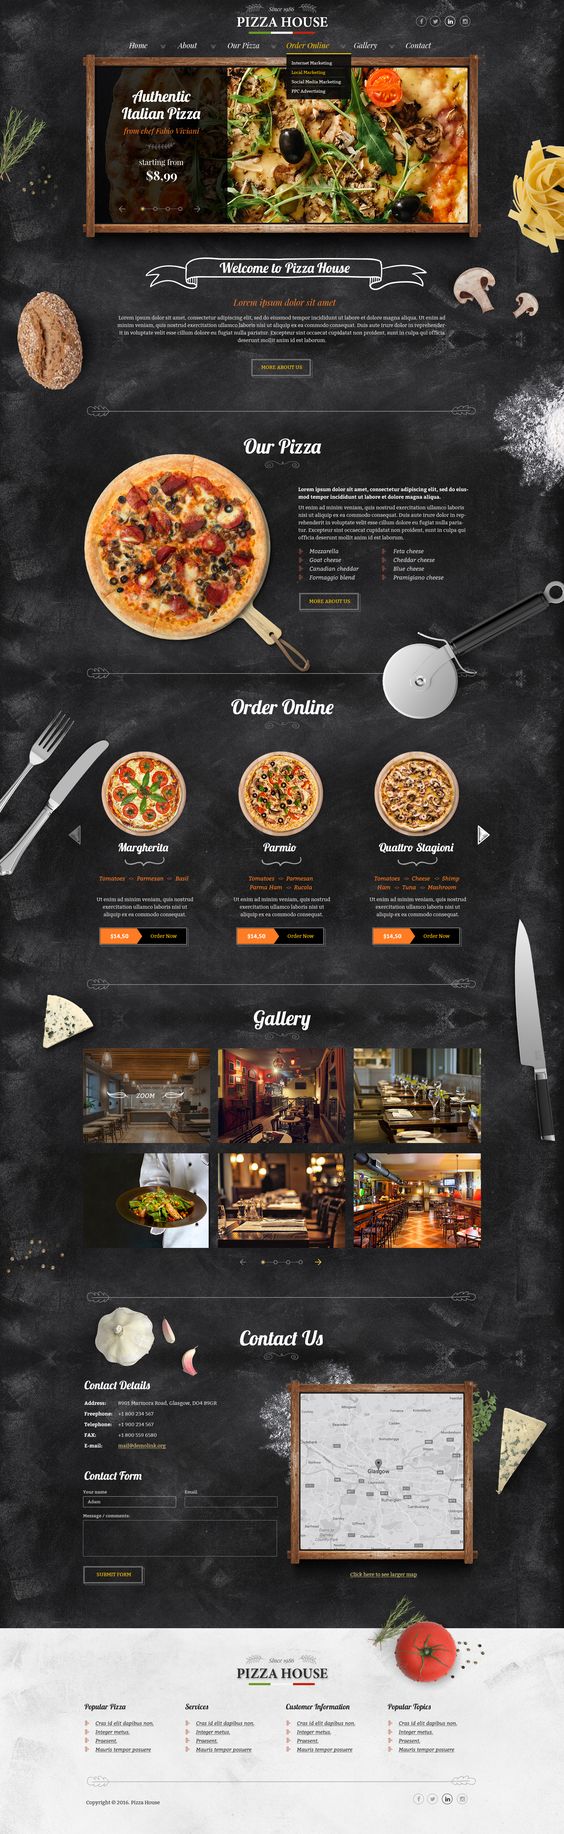 Since 1986
PIZZA HOUSE
Home About Our Pizza Order Online Gallery Contact
Internet Marketing
Local Marketing
Social Media Marketing
PPC Advertising
Authentic
Italian Pizza
from chef Fabio Viviani
starting from
$8,99
Welcome to Pizza House
Lorem ipsum dolor sit amet
Lorem ipsum dolor sit amet, consectetur adipiscing elit, sed do eiusmod tempor incididunt ut labore et dolore magna aliqua. Ut enim ad
minim veniam, quis nostrud exercitation ullamco laboris nisi ut aliquip ex ea commodo consequat. Duis aute irure dolor in reprehender-
it in voluptate velit esse cillum dolore eu fugiat nulla pariatur. Excepteur sint occaecat cupidatat non proident, sunt in culpa qui officia
deserunt mollit anim id est laborum.
MORE ABOUT US
Our Pizza
Lorem ipsum dolor sit amet, consectetur adipiscing elit, sed do eius-
mod tempor incididunt ut labore et dolore magna aliqua.
Ut enim ad minim veniam, quis nostrud exercitation ullamco laboris
nisi ut aliquip ex ea commodo consequat. Duis aute irure dolor in rep-
rehenderit in voluptate velit esse cillum dolore eu fugiat nulla paria-
tur. Excepteur sint occaecat cupidatat non proident, sunt in culpa qui
officia deserunt mollit anim id est laborum.
Mozzarella Feta cheese
Goat cheese Cheddar cheese
Canadian cheddar Blue cheese
Formaggio blend Pramigiano cheese
MORE ABOUT US
Order Online
Margherita
Tomatoes Parmesan Basil
Ut enim ad minim veniam, quis nostrud
exercitation ullamco laboris nisi ut
aliquip ex ea commodo consequat.
$14,50 Order Now
Parmio
Tomatoes Parmesan
Parma Ham Rucola
Ut enim ad minim veniam, quis nostrud
exercitation ullamco laboris nisi ut
aliquip ex ea commodo consequat.
$14,50 Order Now
Quattro Stagioni
Tomatoes Cheese Shimp
Ham Tuna Mashroom
Ut enim ad minim veniam, quis nostrud
exercitation ullamco laboris nisi ut
aliquip ex ea commodo consequat.
$14,50 Order Now
Gallery
ZOOM
Contact Us
Contact Details
Address: 8901 Marmora Road, Glasgow, DO4 89GR
Freephone: +1 800 234 567
Telephone: +1 900 234 567
FAX: +1 800 559 6580
E-mail: mail@demolink.org
Contact Form
Your name Email
Adam
Message / comments:
SUBMIT FORM
Glasgow
Rutherglen
Click here to see larger map
Since 1986
PIZZA HOUSE
Popular Pizza
Cras id elit dapibus non.
Integer metus.
Praesent.
Mauris tempor posuere
Services
Cras id elit dapibus non.
Integer metus.
Praesent.
Mauris tempor posuere
Customer Information
Cras id elit dapibus non.
Integer metus.
Praesent.
Mauris tempor posuere
Popular Topics
Cras id elit dapibus non.
Integer metus.
Praesent.
Mauris tempor posuere
Copyright © 2016. Pizza House